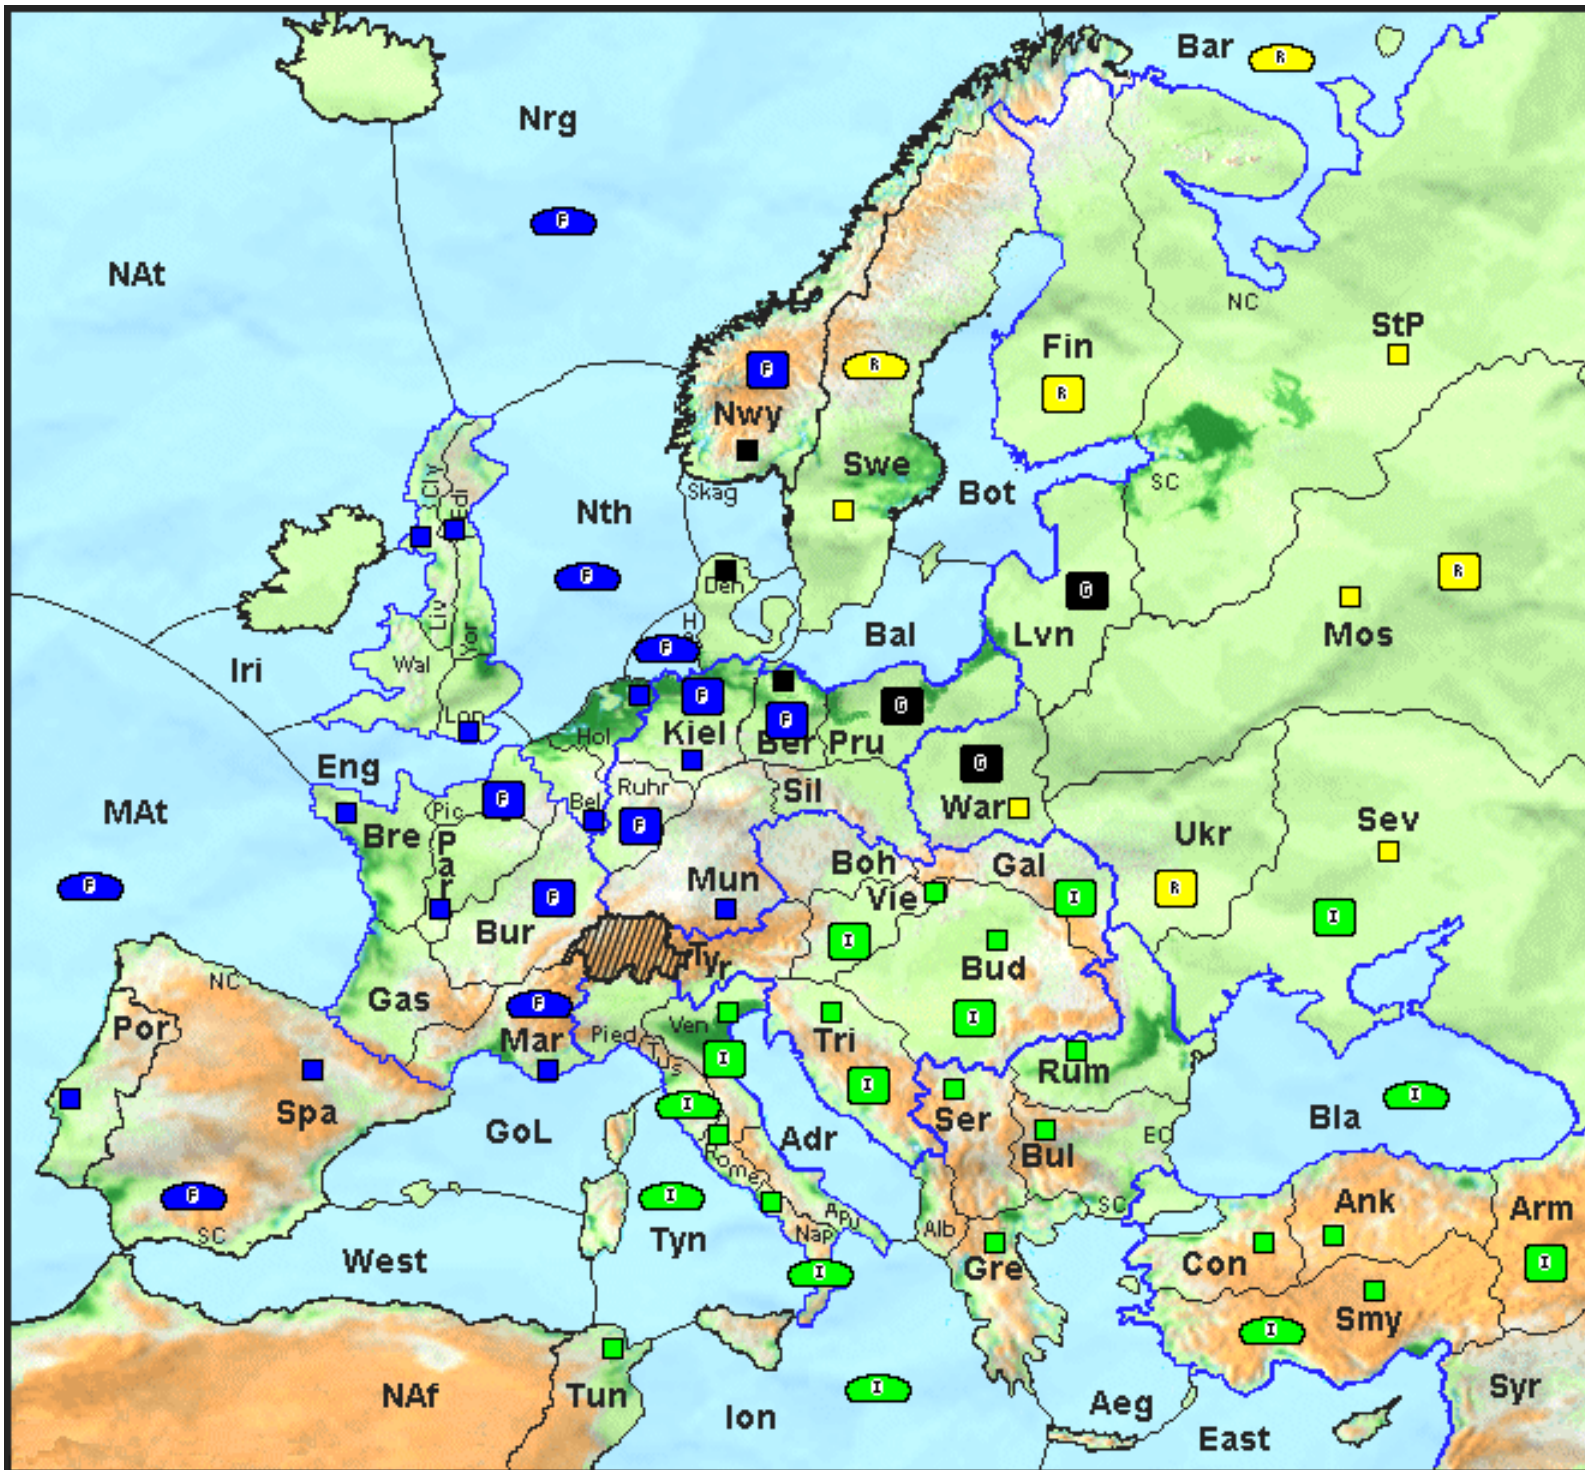 Bar
R
Nrg
F
NAt
NC
StP
Fin
F
R
R
Nwy
Cly
Edl
Swe
SC
Skag
Bot
Nth
R
F
Den
G
Liv
Yor
H
Bal
Lvn
Mos
F
Iri
Wal
F
G
Lon
F
Hol
Kiel
Ber
Pru
G
Eng
Ruhr
Sil
F
Bel
War
MAt
Pic
F
Sev
Bre
Par
Ukr
Boh
Gal
F
Mun
Vie
R
F
I
I
Bur
I
Tyr
Bud
NC
Gas
F
Por
Ven
I
Mar
Pied
Tri
Tus
I
Rum
I
Spa
I
Ser
I
GoL
Adr
Bla
Bul
EC
Rome
F
I
Ank
SC
Apu
Arm
SC
Tyn
Nap
Alb
West
Con
I
Gre
I
Smy
I
NAf
Tun
I
Syr
Ion
Aeg
East